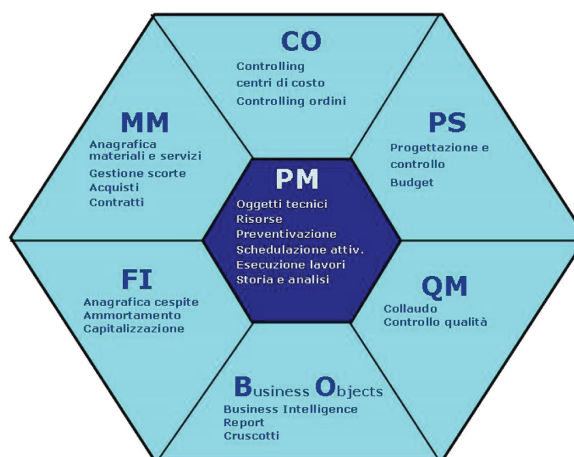 CO
Controlling
centri di costo
Controlling ordini
MM
Anagrafica
materiali e servizi
Gestione scorte
Acquisti
Contratti
PS
Progettazione e
controllo
Budget
PM
Oggetti tecnici
Risorse
Preventivazione
Schedulazione attiv.
Esecuzione lavori
Storia e analisi
FI
Anagrafica cespite
Ammortamento
Capitalizzazione
QM
Collaudo
Controllo qualità
Business Objects
Business Intelligence
Report
Cruscotti